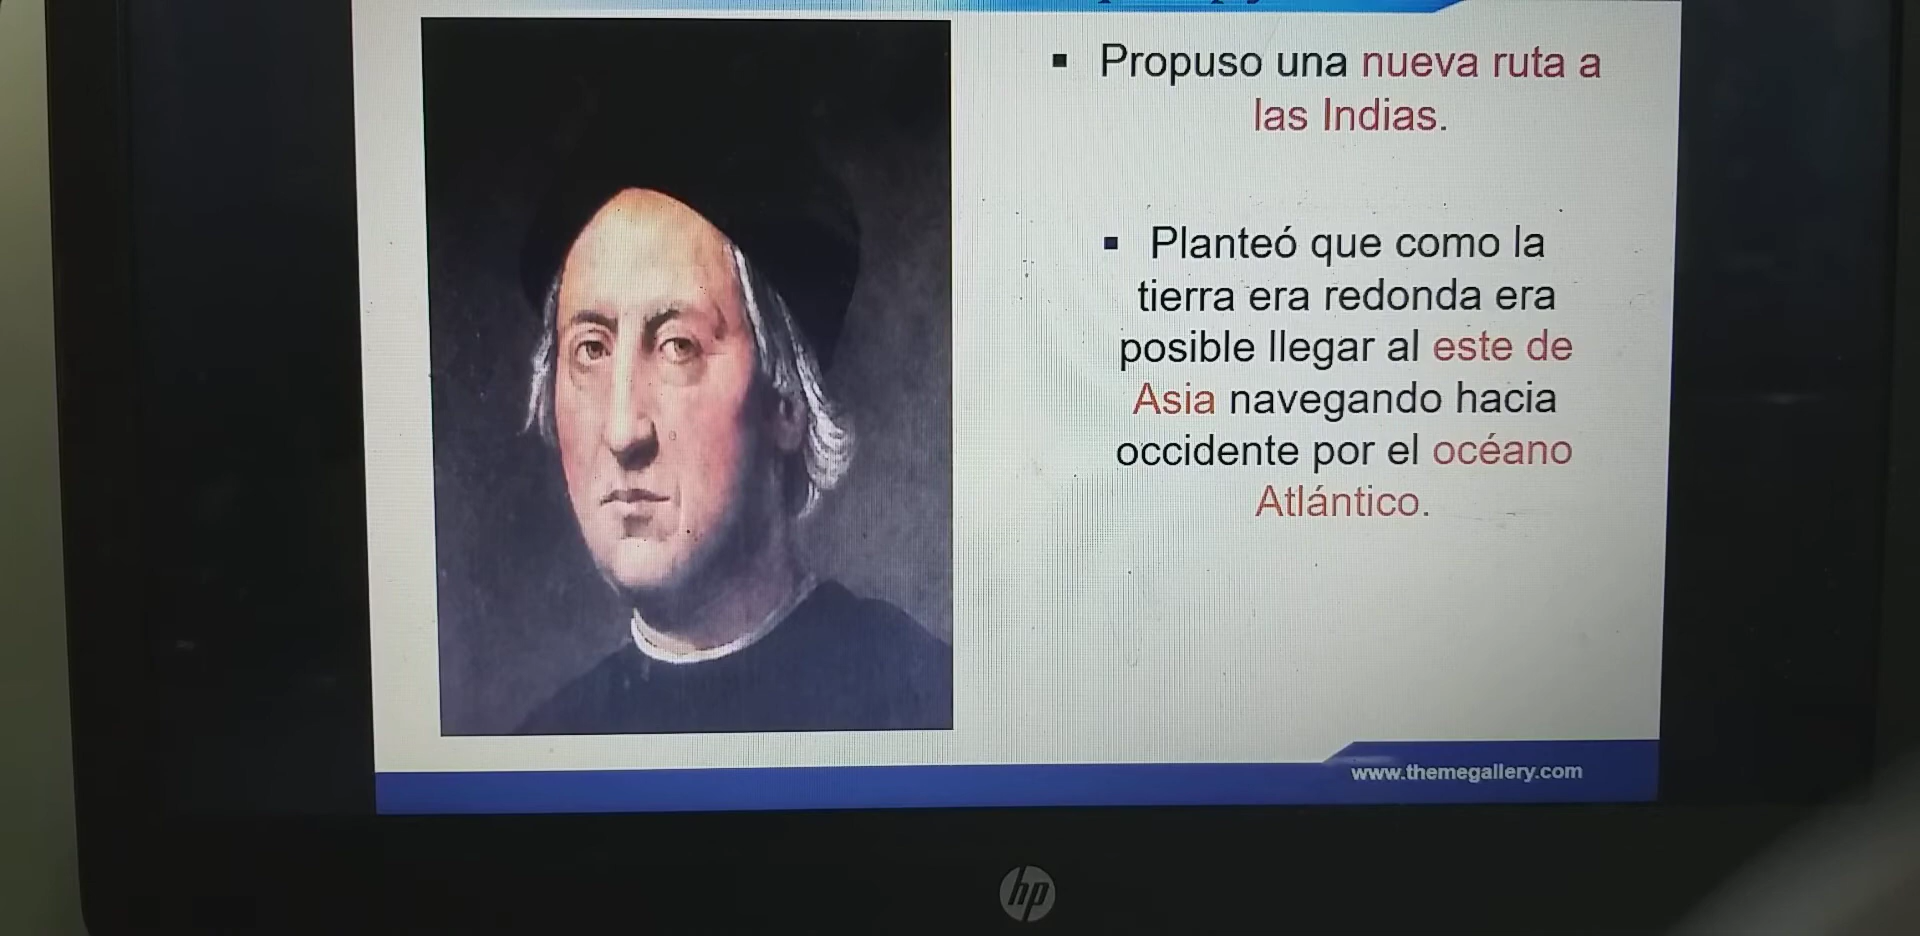 ▪ Propuso una nueva ruta a
las Indias.
▪ Planteó que como la
tierra era redonda era
posible llegar al este de
Asia navegando hacia
occidente por el océano
Atlántico.
www.themegallery.com
hp